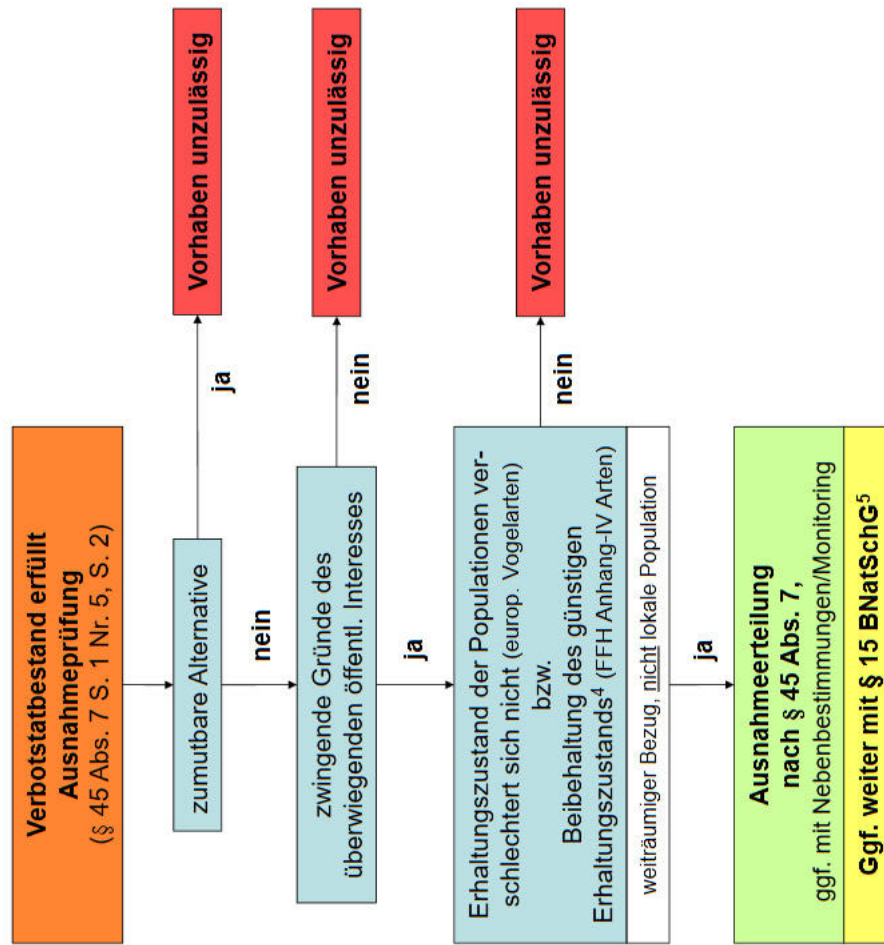 Verbotstatbestand erfüllt
Ausnahmeprüfung
(§ 45 Abs. 7 S. 1 Nr. 5, S. 2)
zumutbare Alternative
ja
Vorhaben unzulässig
nein
zwingende Gründe des
überwiegenden öffentl. Interesses
nein
Vorhaben unzulässig
ja
Erhaltungszustand der Populationen ver-
schlechtert sich nicht (europ. Vogelarten)
bzw.
Beibehaltung des günstigen
Erhaltungszustands⁴ (FFH Anhang-IV Arten)
weiträumiger Bezug, nicht lokale Population
nein
Vorhaben unzulässig
ja
Ausnahmeerteilung
nach § 45 Abs. 7,
ggf. mit Nebenbestimmungen/Monitoring
Ggf. weiter mit § 15 BNatSchG⁵